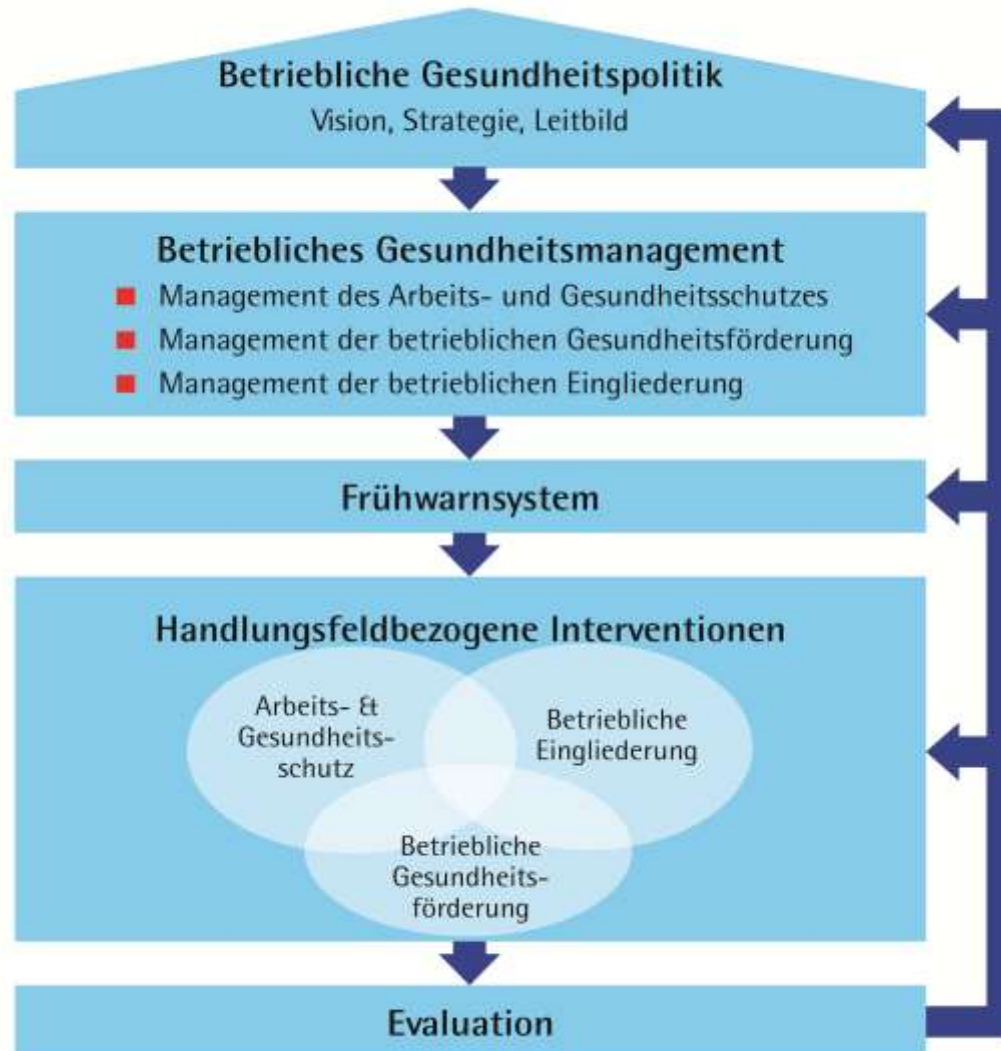 Betriebliche Gesundheitspolitik
Vision, Strategie, Leitbild
Betriebliches Gesundheitsmanagement
Management des Arbeits- und Gesundheitsschutzes
Management der betrieblichen Gesundheitsförderung
Management der betrieblichen Eingliederung
Frühwarnsystem
Handlungsfeldbezogene Interventionen
Arbeits- &
Gesundheits-
schutz
Betriebliche
Eingliederung
Betriebliche
Gesundheits-
förderung
Evaluation